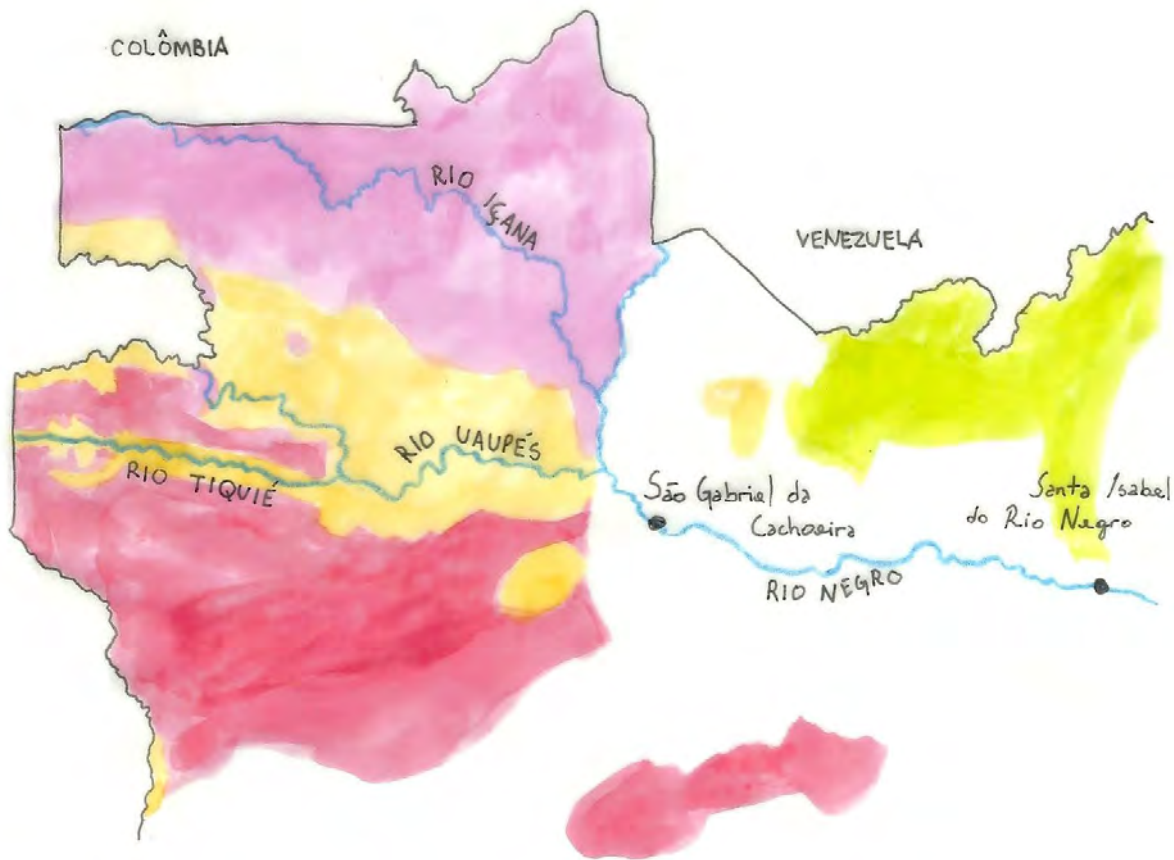 COLÔMBIA
RIO IÇANA
VENEZUELA
RIO UAUPÉS
RIO TIQUIÉ
São Gabriel da
Cachoeira
Santa Isabel
do Rio Negro
RIO NEGRO